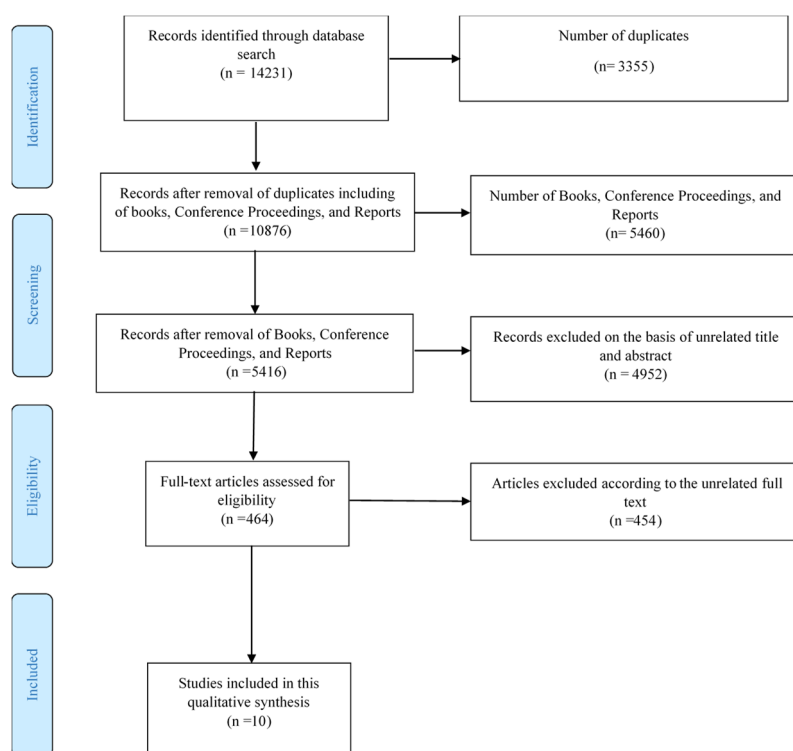 Identification
Records identified through database
search
(n = 14231)
Number of duplicates
(n= 3355)
Records after removal of duplicates including
of books, Conference Proceedings, and Reports
(n =10876)
Number of Books, Conference Proceedings, and
Reports
(n= 5460)
Screening
Records after removal of Books, Conference
Proceedings, and Reports
(n =5416)
Records excluded on the basis of unrelated title
and abstract
(n = 4952)
Eligibility
Full-text articles assessed for
eligibility
(n =464)
Articles excluded according to the unrelated full
text
(n =454)
Included
Studies included in this
qualitative synthesis
(n =10)